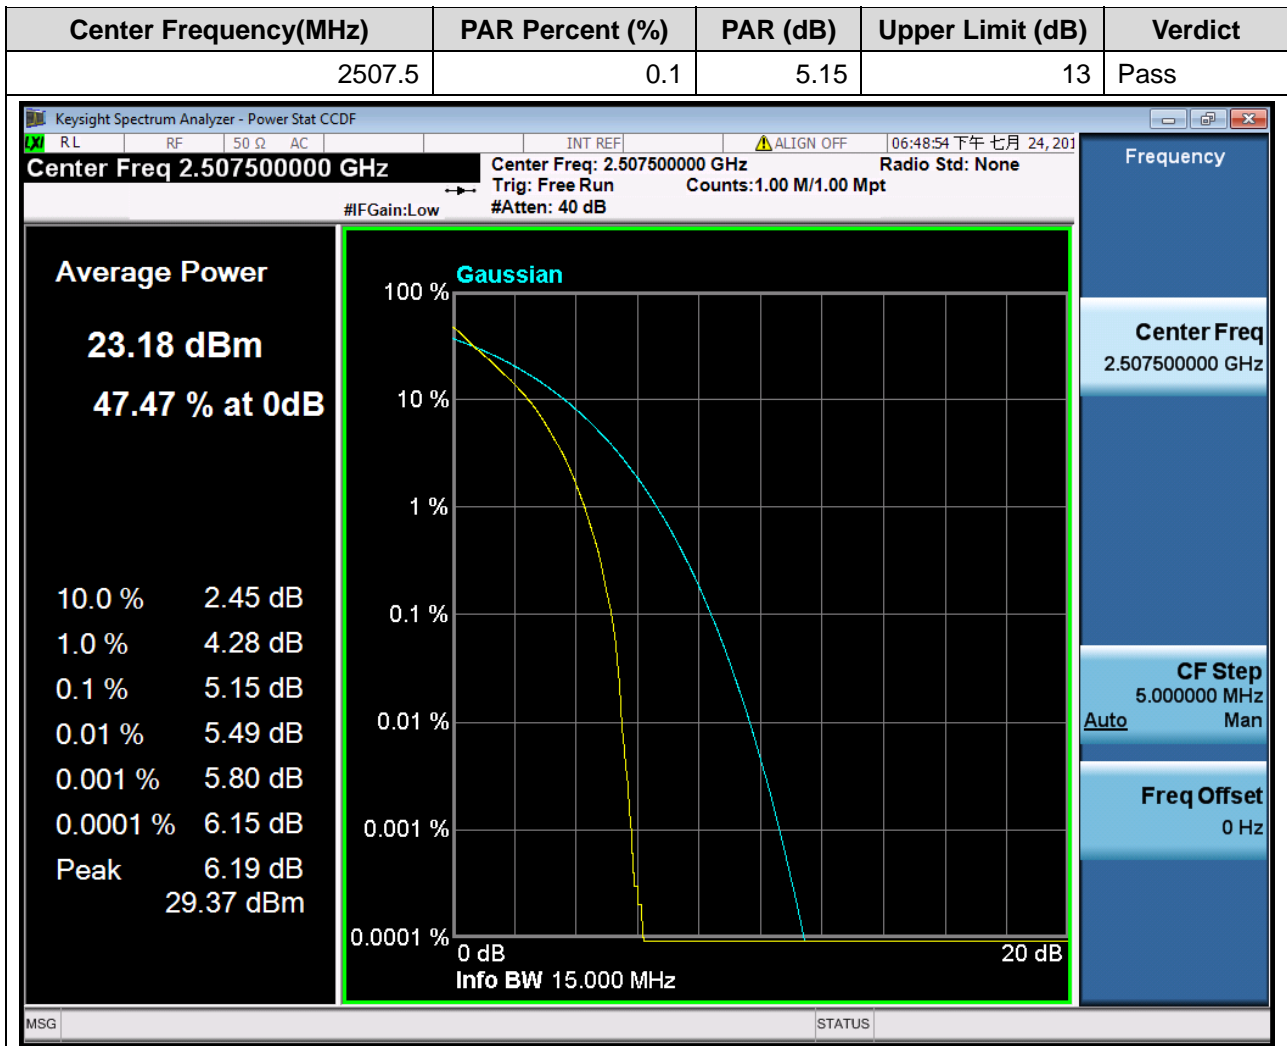 Center Frequency(MHz) PAR Percent (%) PAR (dB) Upper Limit (dB) Verdict
2507.5 0.1 5.15 13 Pass
Keysight Spectrum Analyzer - Power Stat CCDF
LXI RL RF 50 Ω AC INT REF ALIGN OFF 06:48:54 下午 七月 24, 201
Center Freq 2.507500000 GHz
Center Freq: 2.507500000 GHz Radio Std: None
Trig: Free Run Counts:1.00 M/1.00 Mpt
#IFGain:Low #Atten: 40 dB
Frequency
Average Power
23.18 dBm
47.47 % at 0dB
10.0 % 2.45 dB
1.0 % 4.28 dB
0.1 % 5.15 dB
0.01 % 5.49 dB
0.001 % 5.80 dB
0.0001 % 6.15 dB
Peak 6.19 dB
29.37 dBm
Gaussian
100 %
10 %
1 %
0.1 %
0.01 %
0.001 %
0.0001 %
0 dB 20 dB
Info BW 15.000 MHz
Center Freq
2.507500000 GHz
CF Step
5.000000 MHz
Auto Man
Freq Offset
0 Hz
MSG STATUS